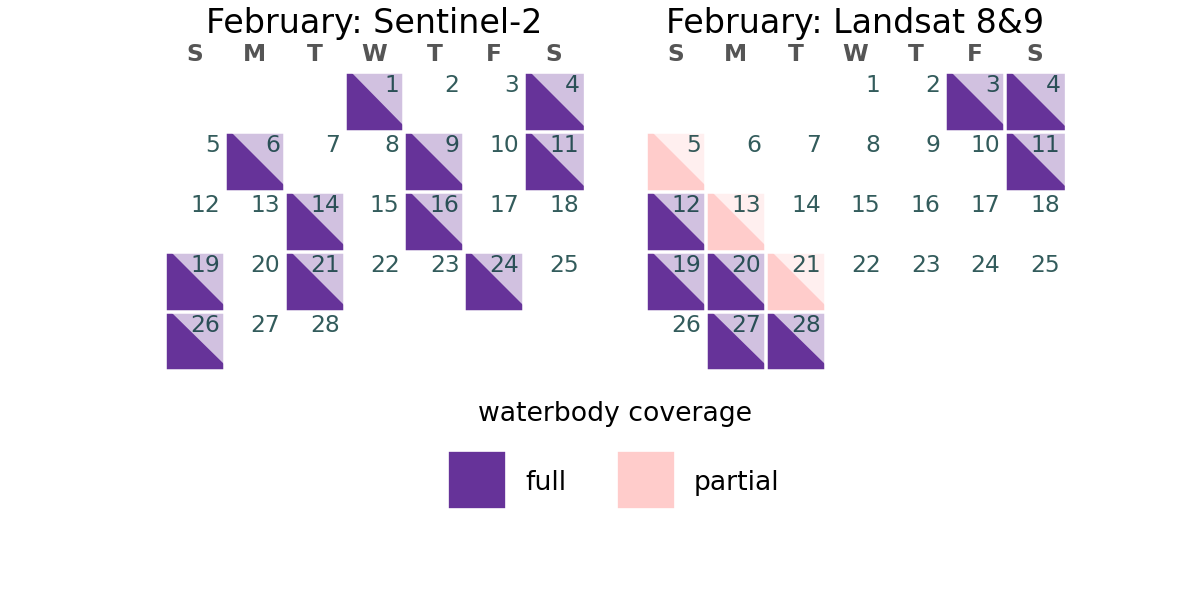 February: Sentinel-2
S M T W T F S
1 2 3 4
5 6 7 8 9 10 11
12 13 14 15 16 17 18
19 20 21 22 23 24 25
26 27 28
February: Landsat 8&9
S M T W T F S
1 2 3 4
5 6 7 8 9 10 11
12 13 14 15 16 17 18
19 20 21 22 23 24 25
26 27 28
waterbody coverage
full partial